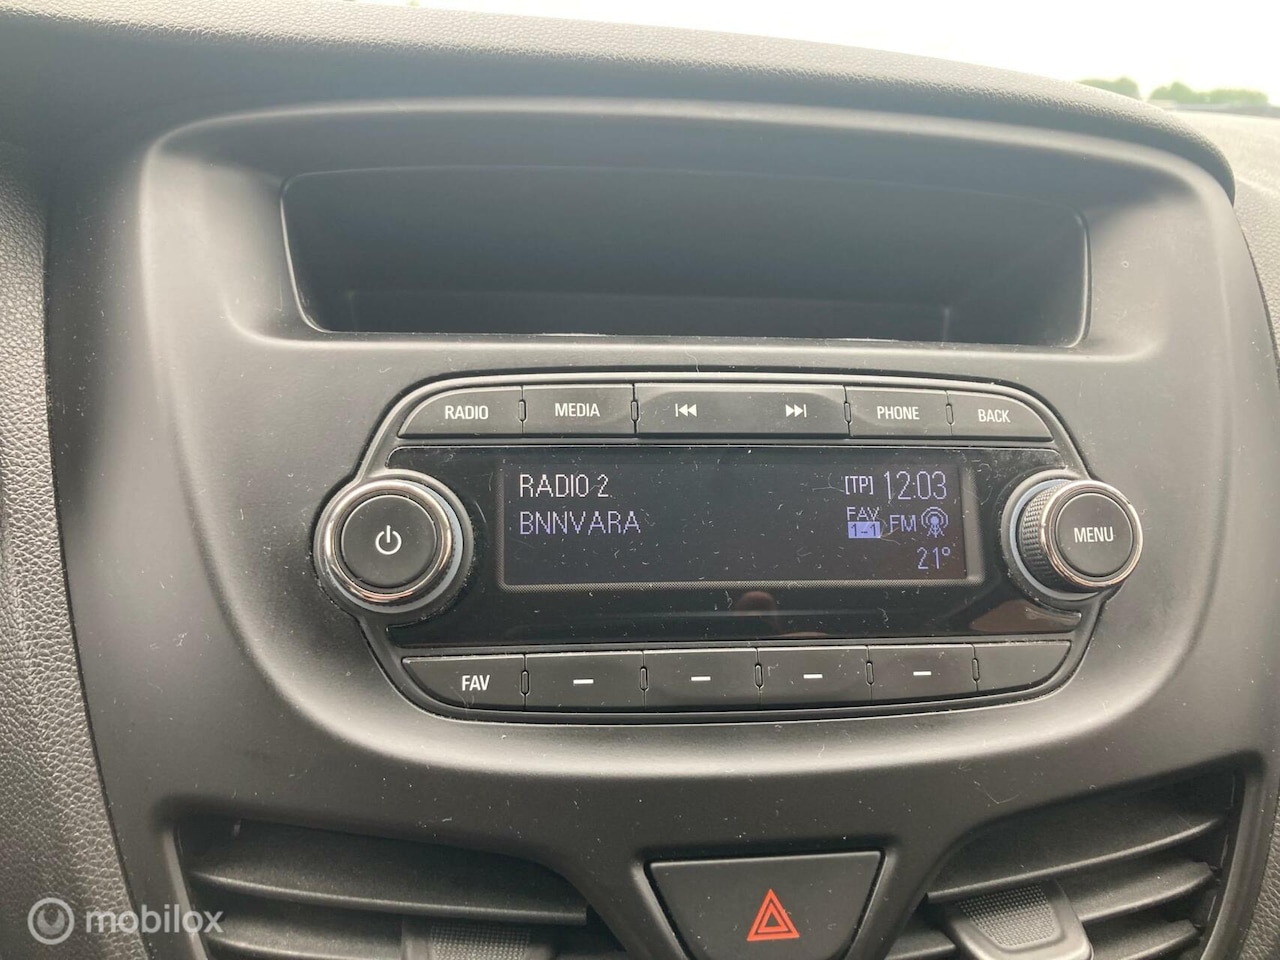 RADIO MEDIA PHONE BACK
RADIO 2 [TP] 12:03
BNNVARA FAV 1-1 FM
21°
MENU
FAV
mobilox